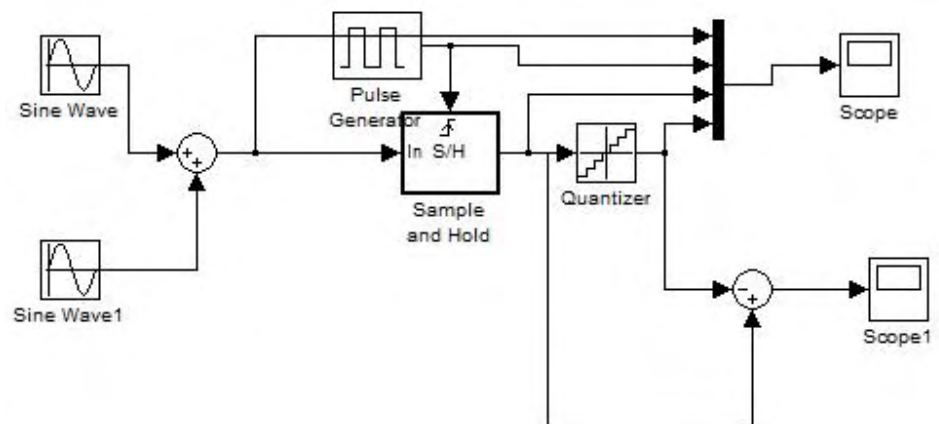 Sine Wave
Pulse
Generator
Scope
+
+
In S/H
Sample
and Hold
Quantizer
Sine Wave1
-
+
Scope1